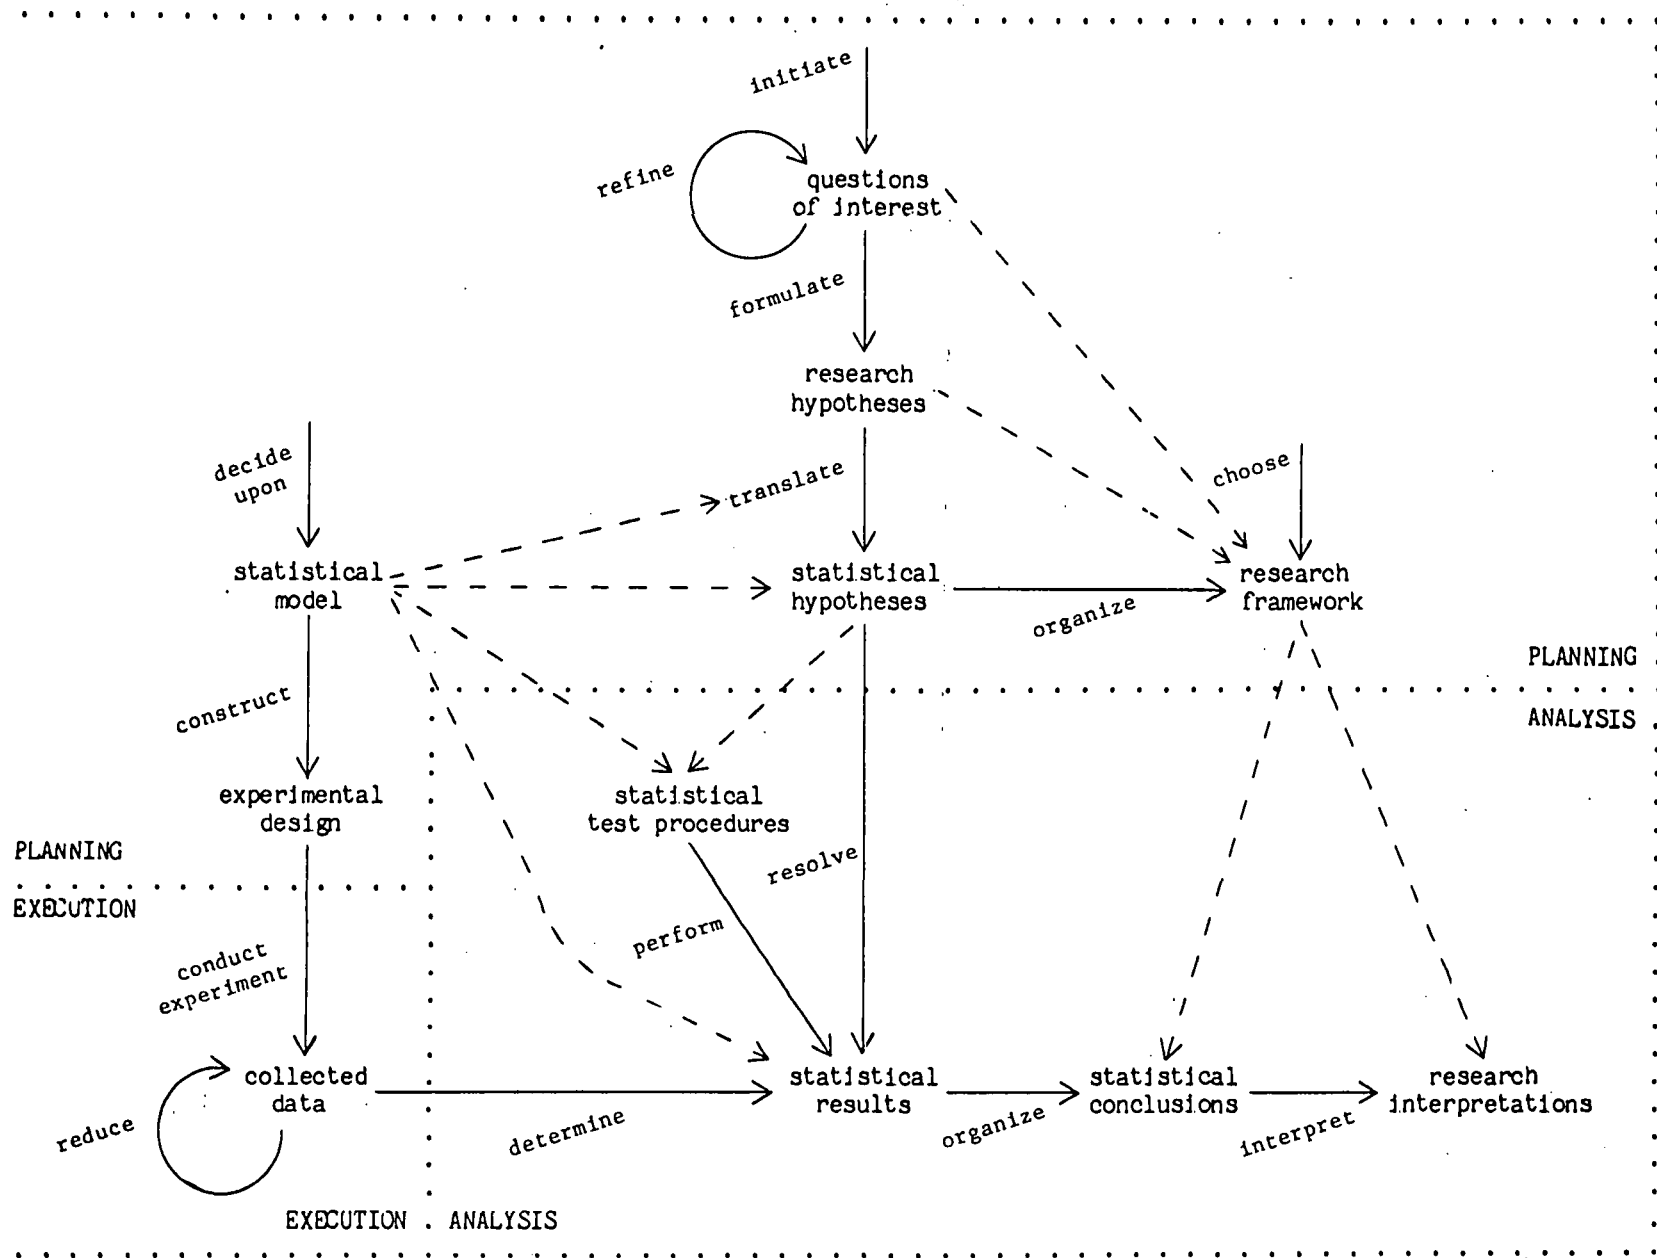 initiate
refine
questions
of interest
formulate
research
hypotheses
decide
upon
translate
choose
statistical
model
statistical
hypotheses
organize
research
framework
PLANNING
ANALYSIS
construct
experimental
design
statistical
test procedures
PLANNING
EXECUTION
resolve
perform
conduct
experiment
collected
data
reduce
determine
statistical
results
organize
statistical
conclusions
interpret
research
interpretations
EXECUTION
ANALYSIS